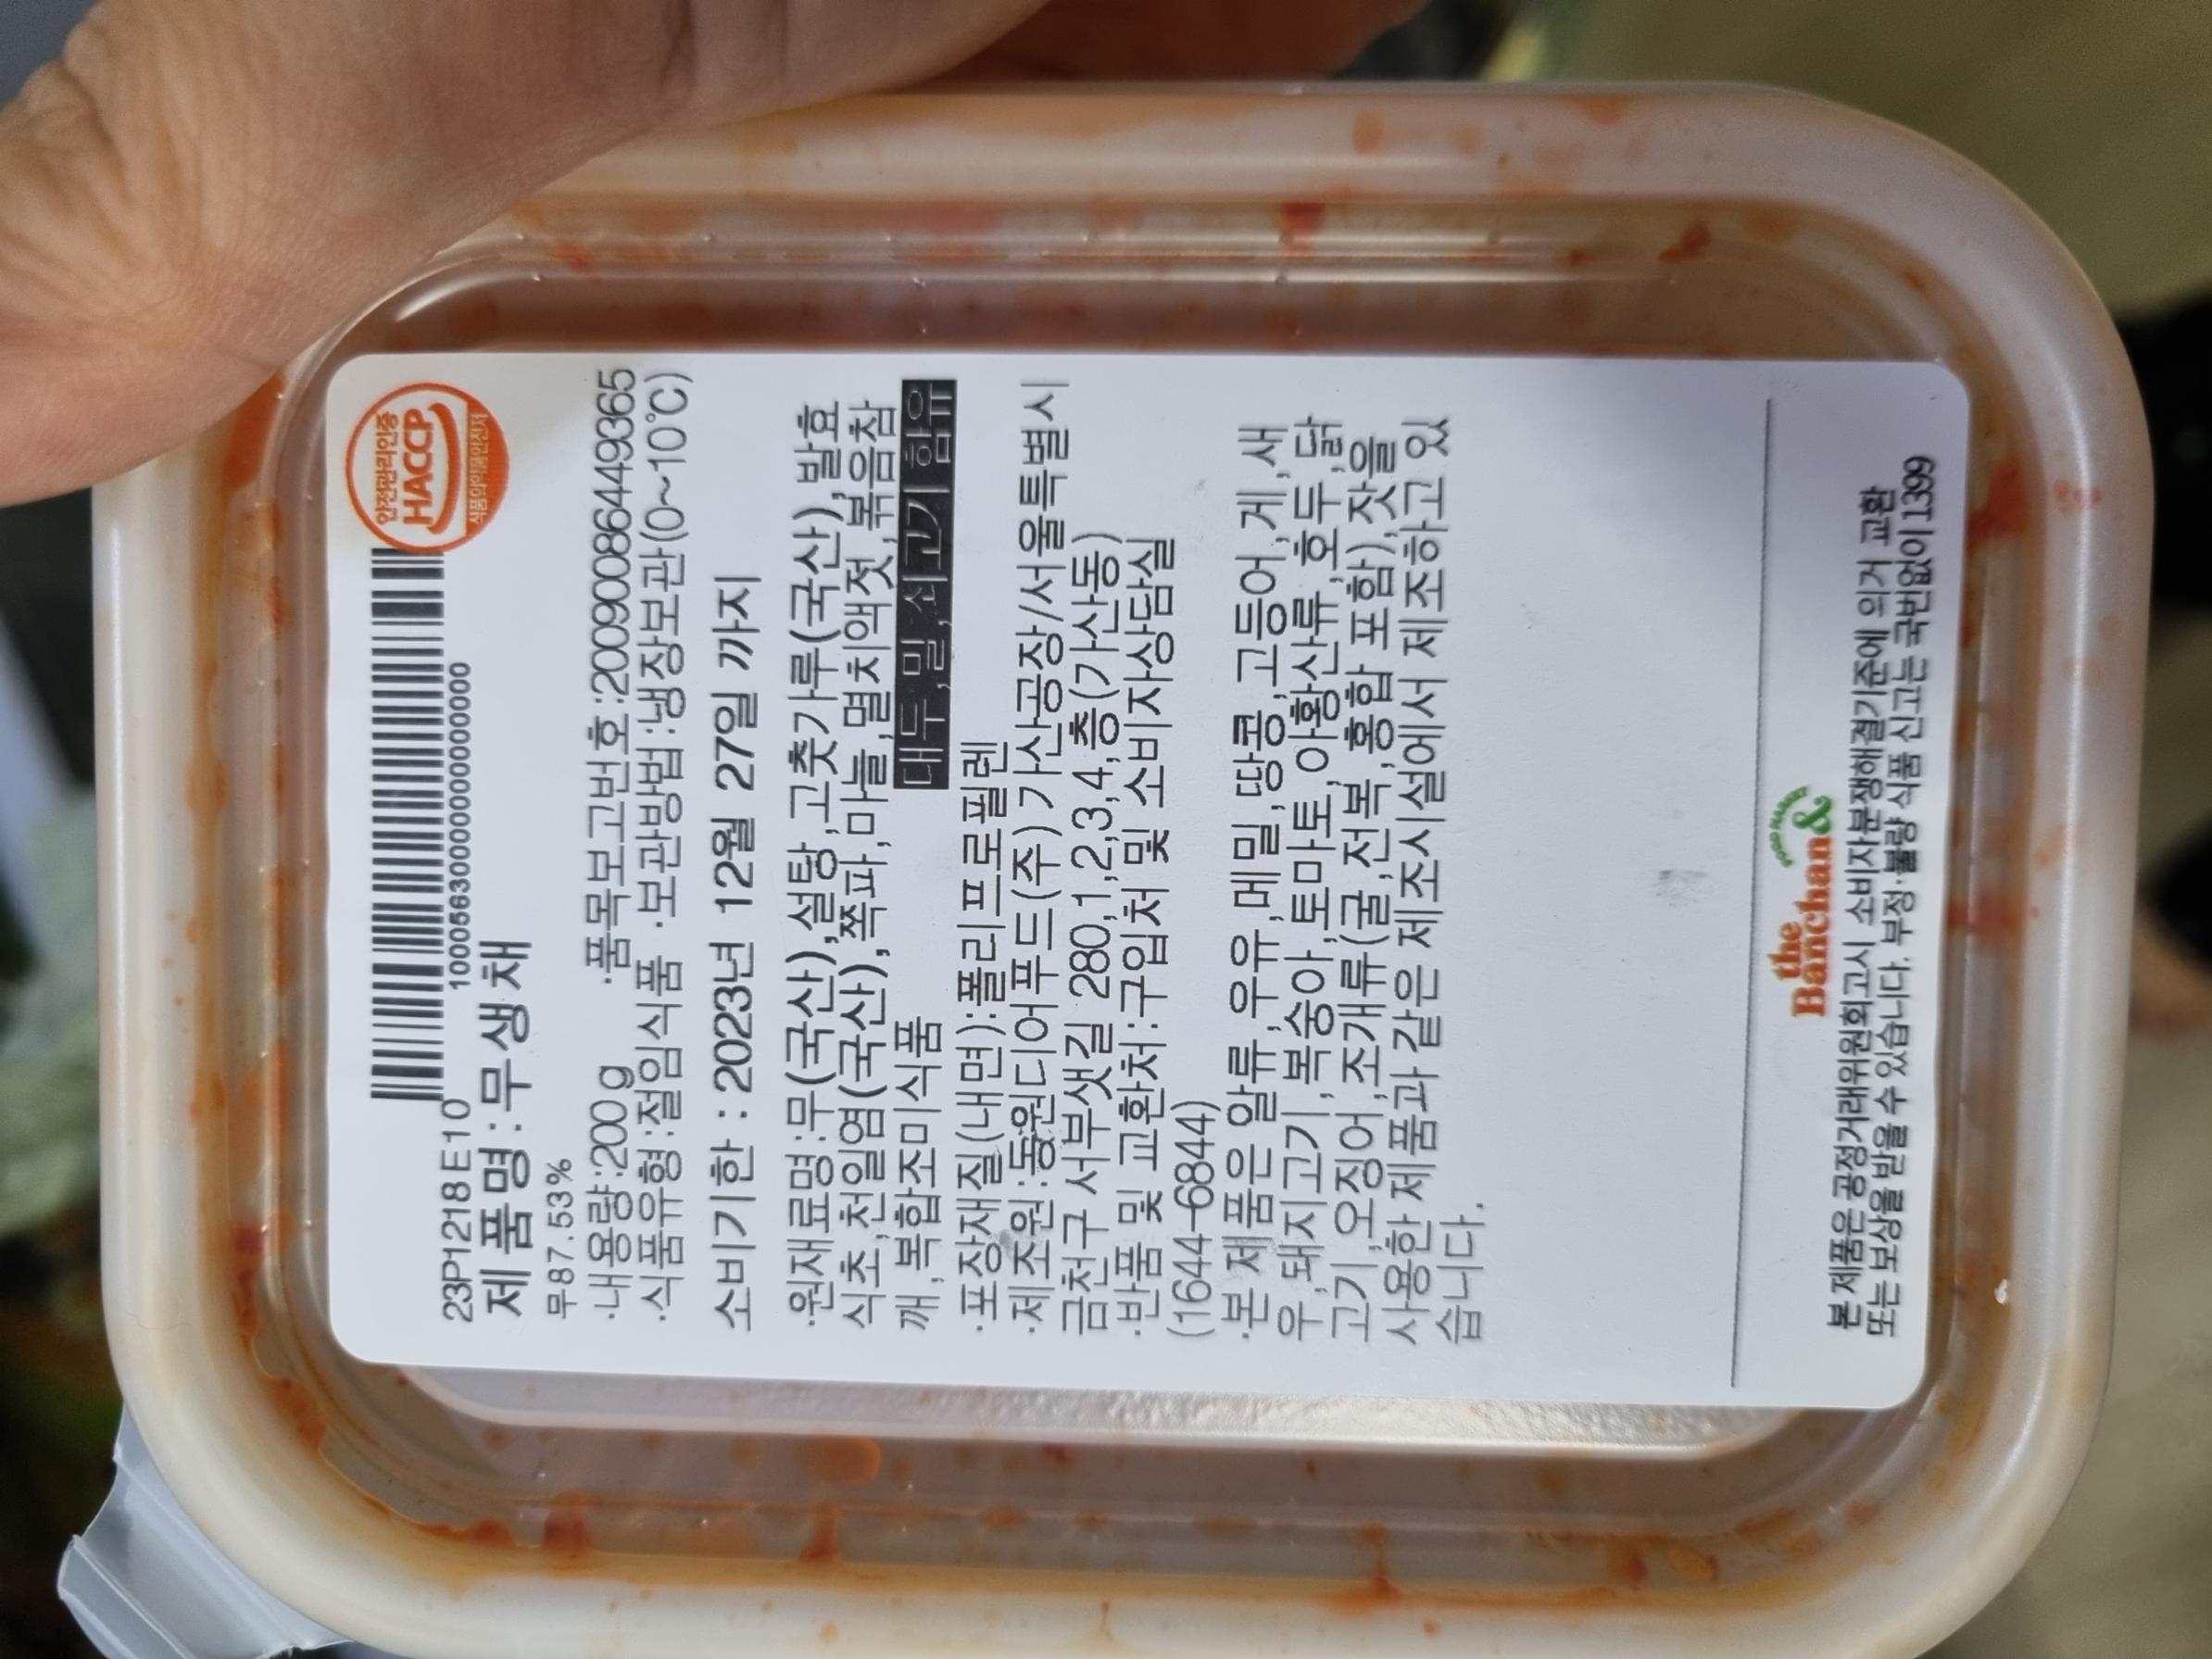 안전관리인증
HACCP
식품의약품안전처
23P1218E10 10005630000000000000
제품명:무생채
무87.53%
·내용량:200g ·품목보고번호:20090086449365
·식품유형:절임식품 ·보관방법:냉장보관(0~10℃)
소비기한 : 2023년 12월 27일 까지
·원재료명:무(국산),설탕,고춧가루(국산),발효
식초,천일염(국산),쪽파,마늘,멸치액젓,볶음참
깨,복합조미식품 대두,밀,쇠고기 함유
·포장재질(내면):폴리프로필렌
·제조원:동원디어푸드(주)가산공장/서울특별시
금천구 서부샛길 280,1,2,3,4,층(가산동)
·반품 및 교환처:구입처 및 소비자상담실
(1644-6844)
·본 제품은 알류,우유,메밀,땅콩,고등어,게,새
우,돼지고기,복숭아,토마토,아황산류,호두,닭
고기,오징어,조개류(굴,전복,홍합 포함),잣을
사용한 제품과 같은 제조시설에서 제조하고 있
습니다.
the
Banchan&
본 제품은 공정거래위원회고시 소비자분쟁해결기준에 의거 교환
또는 보상을 받을 수 있습니다. 부정·불량 식품 신고는 국번없이 1399